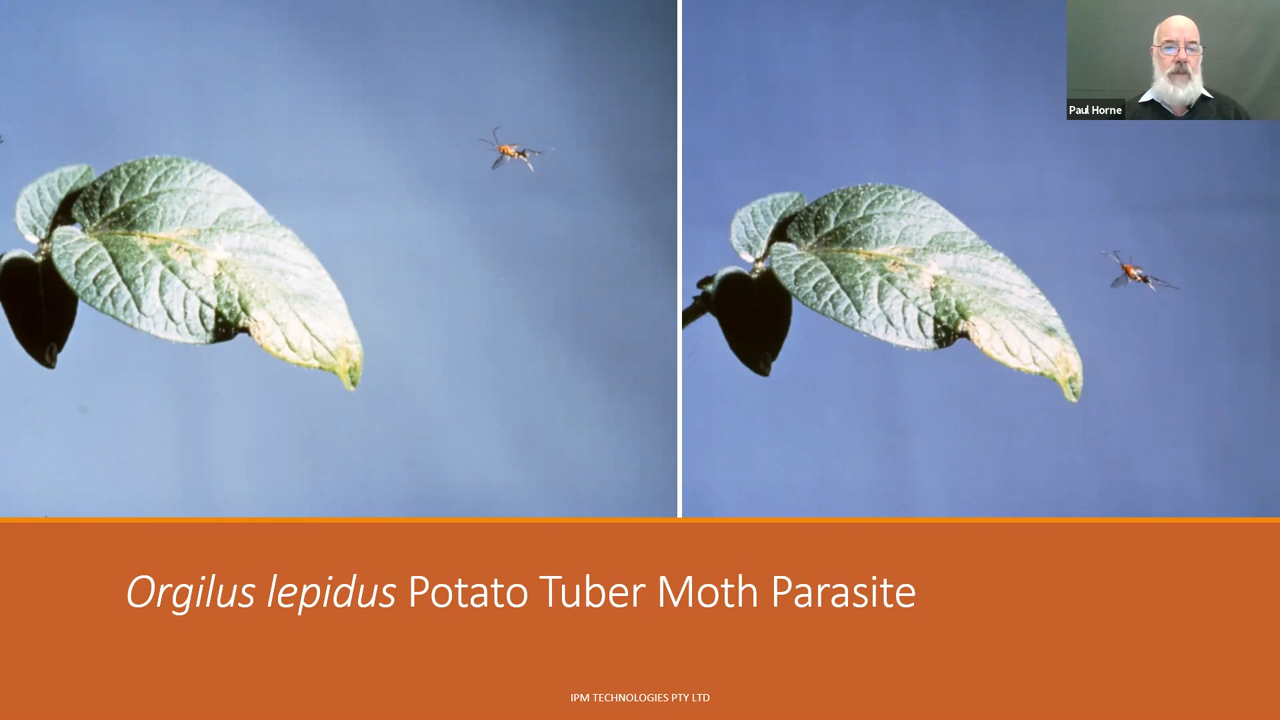 Paul Horne
Orgilus lepidus Potato Tuber Moth Parasite
IPM TECHNOLOGIES PTY LTD